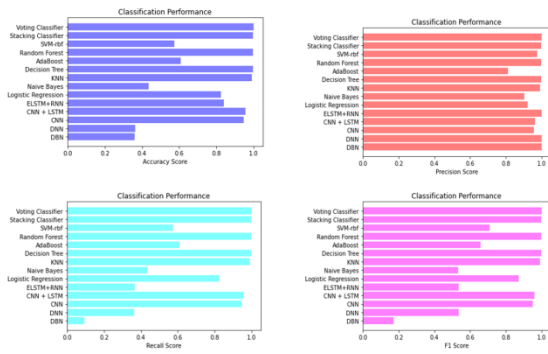 Classification Performance
Voting Classifier
Stacking Classifier
SVM-rbf
Random Forest
AdaBoost
Decision Tree
KNN
Naive Bayes
Logistic Regression
ELSTM+RNN
CNN + LSTM
CNN
DNN
DBN
0.0 0.2 0.4 0.6 0.8 1.0
Accuracy Score
Classification Performance
Voting Classifier
Stacking Classifier
SVM-rbf
Random Forest
AdaBoost
Decision Tree
KNN
Naive Bayes
Logistic Regression
ELSTM+RNN
CNN + LSTM
CNN
DNN
DBN
0.0 0.2 0.4 0.6 0.8 1.0
Precision Score
Classification Performance
Voting Classifier
Stacking Classifier
SVM-rbf
Random Forest
AdaBoost
Decision Tree
KNN
Naive Bayes
Logistic Regression
ELSTM+RNN
CNN + LSTM
CNN
DNN
DBN
0.0 0.2 0.4 0.6 0.8 1.0
Recall Score
Classification Performance
Voting Classifier
Stacking Classifier
SVM-rbf
Random Forest
AdaBoost
Decision Tree
KNN
Naive Bayes
Logistic Regression
ELSTM+RNN
CNN + LSTM
CNN
DNN
DBN
0.0 0.2 0.4 0.6 0.8 1.0
F1 Score